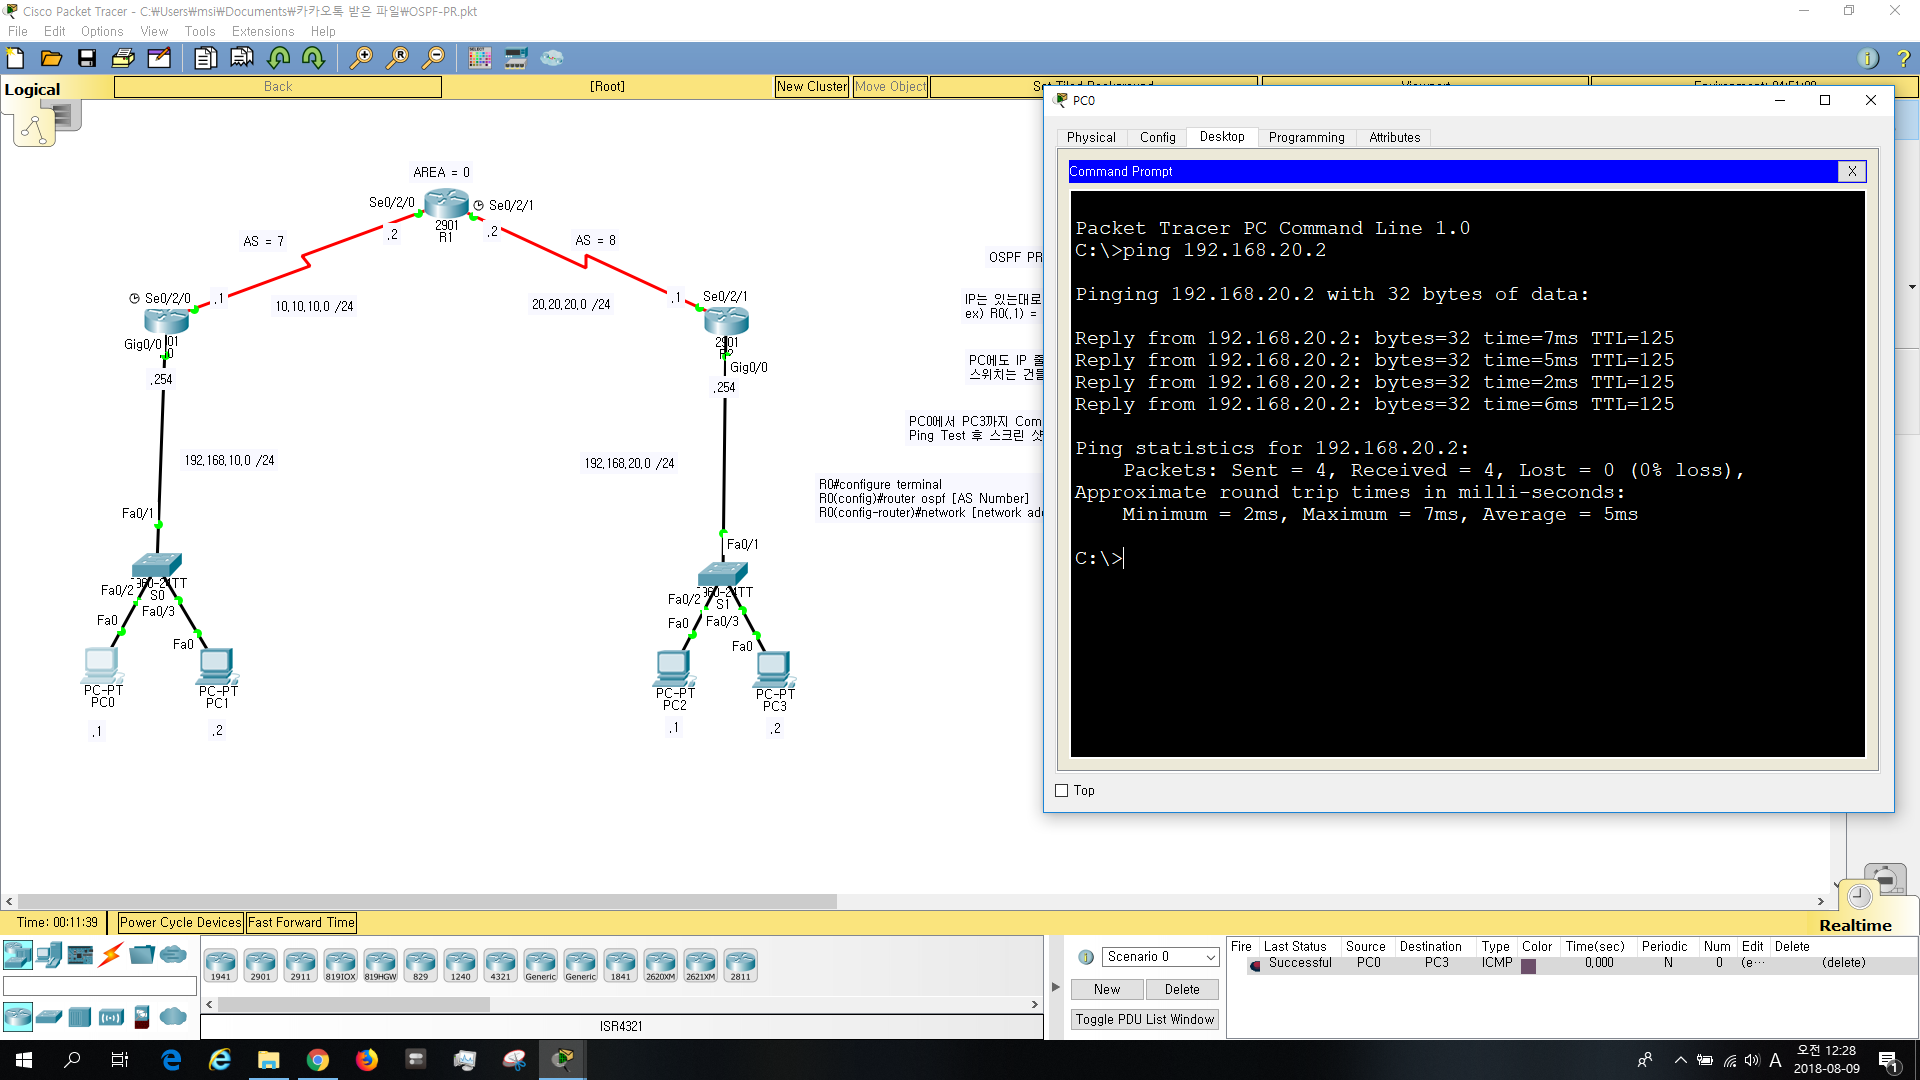 Cisco Packet Tracer - C:\Users\msi\Documents\카카오톡 받은 파일\OSPF-PR.pkt
File Edit Options View Tools Extensions Help
Logical
Back
[Root]
New Cluster
Move Object
Set Tiled Background
Viewport
PC0
Physical
Config
Desktop
Programming
Attributes
Command Prompt
X
Packet Tracer PC Command Line 1.0
C:\>ping 192.168.20.2
Pinging 192.168.20.2 with 32 bytes of data:
Reply from 192.168.20.2: bytes=32 time=7ms TTL=125
Reply from 192.168.20.2: bytes=32 time=5ms TTL=125
Reply from 192.168.20.2: bytes=32 time=2ms TTL=125
Reply from 192.168.20.2: bytes=32 time=6ms TTL=125
Ping statistics for 192.168.20.2:
Packets: Sent = 4, Received = 4, Lost = 0 (0% loss),
Approximate round trip times in milli-seconds:
Minimum = 2ms, Maximum = 7ms, Average = 5ms
C:\>
Top
AREA = 0
Se0/2/0
Se0/2/1
2901
R1
.2
.2
AS = 7
AS = 8
Se0/2/0
.1
10.10.10.0 /24
20.20.20.0 /24
.1
Se0/2/1
Gig0/0
.254
2901
Gig0/0
.254
192.168.10.0 /24
192.168.20.0 /24
Fa0/1
Fa0/1
S0
Fa0/2
Fa0/3
Fa0
Fa0
S1
Fa0/2
Fa0/3
Fa0
Fa0
PC-PT
PC0
.1
PC-PT
PC1
.2
PC-PT
PC2
.1
PC-PT
PC3
.2
OSPF PR
IP는 있는대로
ex) R0(.1) =
PC에도 IP 줄
스위치는 건들
PC0에서 PC3까지 Com
Ping Test 후 스크린 샷
R0#configure terminal
R0(config)#router ospf [AS Number]
R0(config-router)#network [network add
Time: 00:11:39
Power Cycle Devices
Fast Forward Time
Realtime
1941
2901
2911
819IOX
819HGW
829
1240
4321
Generic
Generic
1841
2620XM
2621XM
2811
ISR4321
Scenario 0
New
Delete
Toggle PDU List Window
Fire Last Status Source Destination Type Color Time(sec) Periodic Num Edit Delete
Successful PC0 PC3 ICMP 0.000 N 0 (e··· (delete)
A
오전 12:28
2018-08-09
1